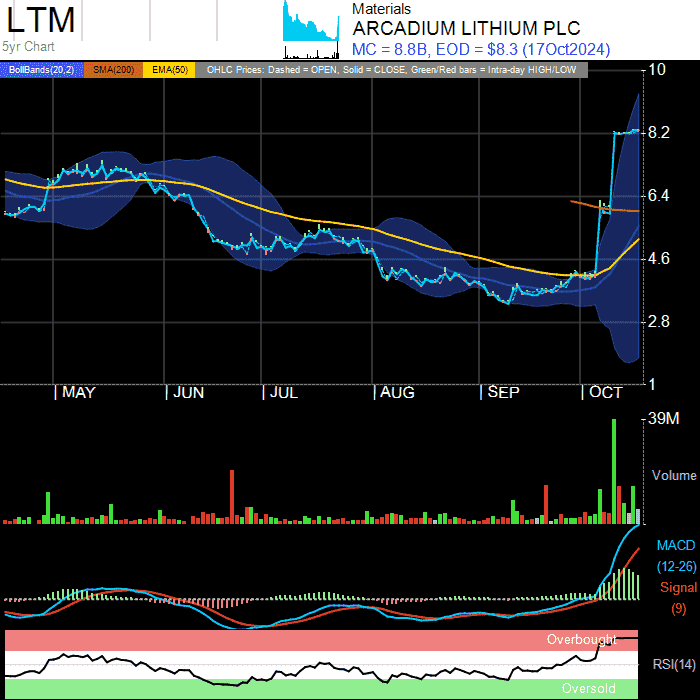 LTM
5yr Chart
Materials
ARCADIUM LITHIUM PLC
MC = 8.8B, EOD = $8.3 (17Oct2024)
BollBands(20,2) SMA(200) EMA(50) OHLC Prices: Dashed = OPEN, Solid = CLOSE, Green/Red bars = Intra-day HIGH/LOW
10
8.2
6.4
4.6
2.8
1
MAY JUN JUL AUG SEP OCT
39M
Volume
MACD
(12-26)
Signal
(9)
Overbought
RSI(14)
Oversold